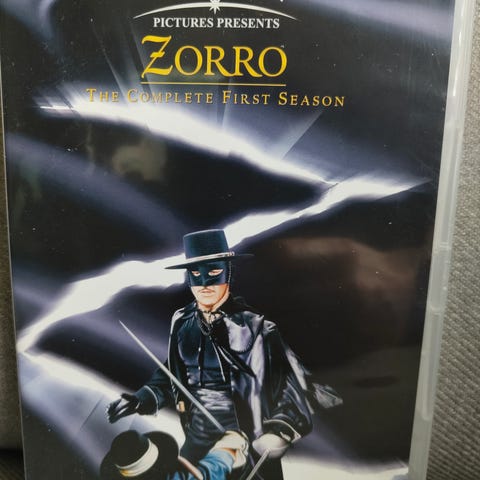 PICTURES PRESENTS
ZORRO
THE COMPLETE FIRST SEASON